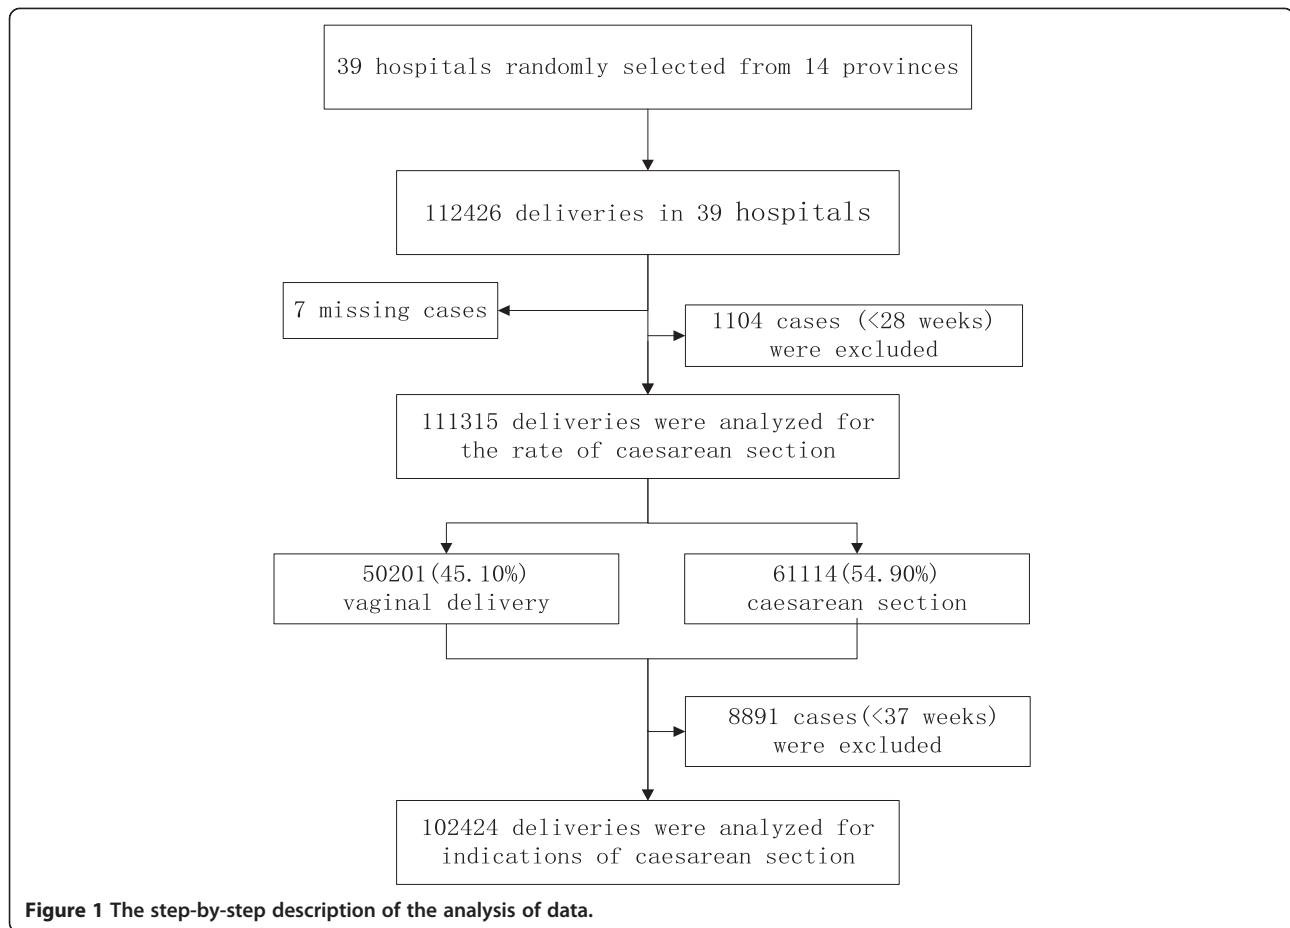 39 hospitals randomly selected from 14 provinces
112426 deliveries in 39 hospitals
7 missing cases
1104 cases (<28 weeks)
were excluded
111315 deliveries were analyzed for
the rate of caesarean section
50201(45.10%)
vaginal delivery
61114(54.90%)
caesarean section
8891 cases(<37 weeks)
were excluded
102424 deliveries were analyzed for
indications of caesarean section
Figure 1 The step-by-step description of the analysis of data.